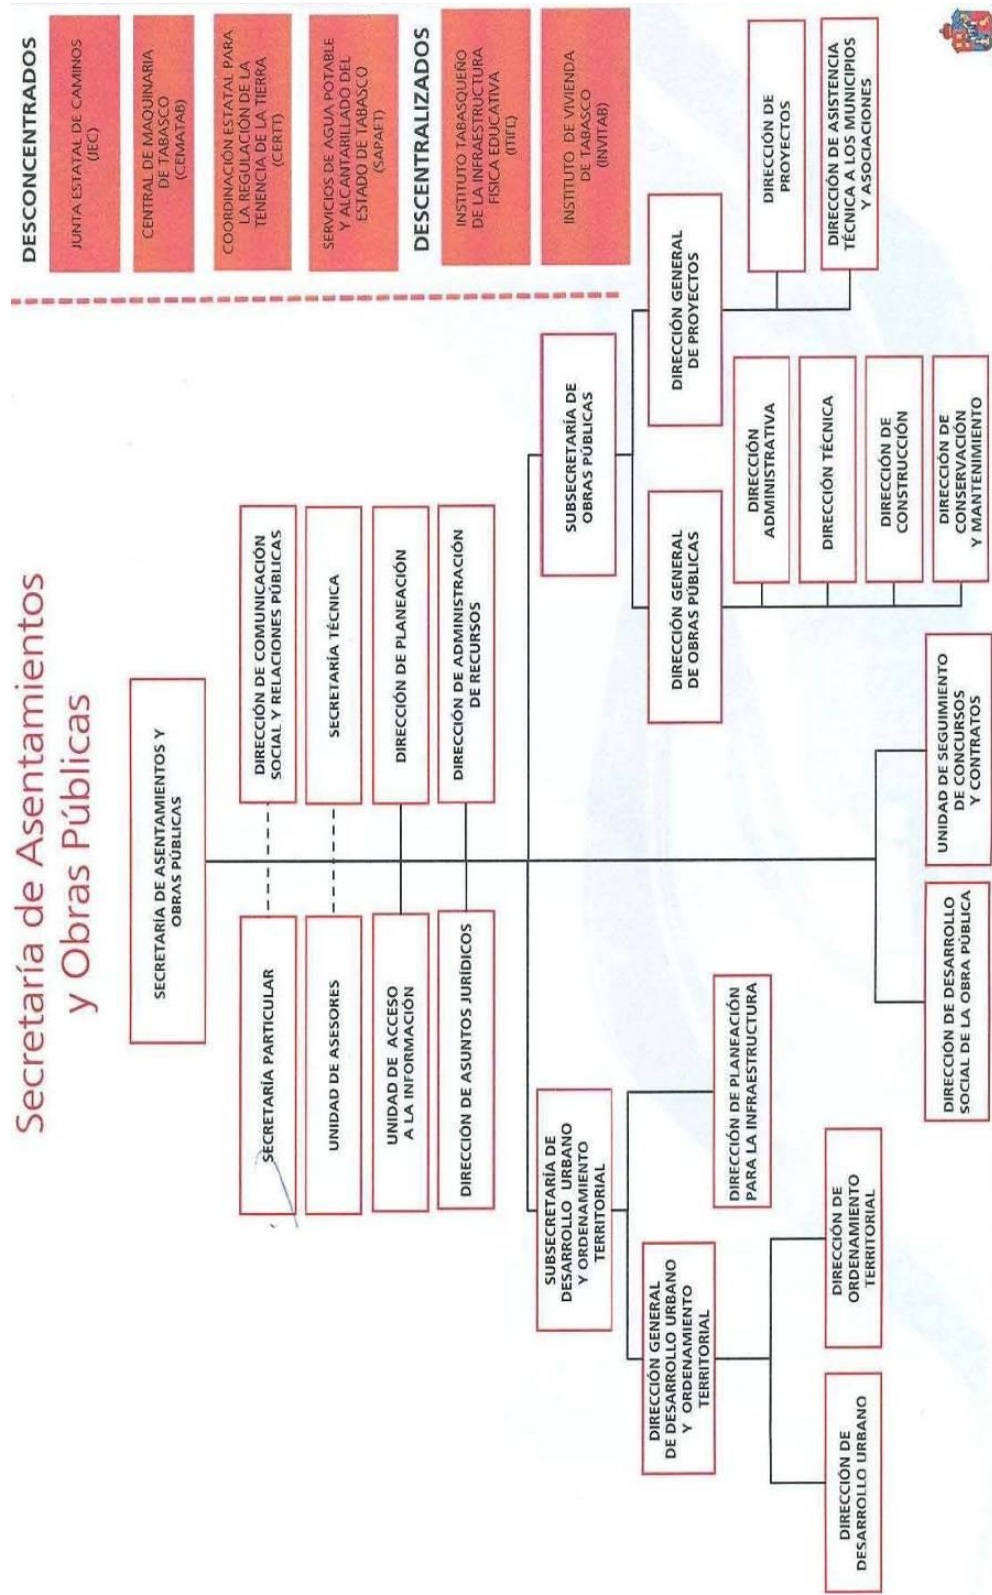 Secretaría de Asentamientos
y Obras Públicas
SECRETARÍA DE ASENTAMIENTOS Y
OBRAS PÚBLICAS
SECRETARÍA PARTICULAR
DIRECCIÓN DE COMUNICACIÓN
SOCIAL Y RELACIONES PÚBLICAS
UNIDAD DE ASESORES
SECRETARÍA TÉCNICA
UNIDAD DE ACCESO
A LA INFORMACIÓN
DIRECCIÓN DE PLANEACIÓN
DIRECCIÓN DE ASUNTOS JURÍDICOS
DIRECCIÓN DE ADMINISTRACIÓN
DE RECURSOS
SUBSECRETARÍA DE
DESARROLLO URBANO
Y ORDENAMIENTO
TERRITORIAL
DIRECCIÓN GENERAL
DE DESARROLLO URBANO
Y ORDENAMIENTO
TERRITORIAL
DIRECCIÓN DE PLANEACIÓN
PARA LA INFRAESTRUCTURA
DIRECCIÓN DE
DESARROLLO URBANO
DIRECCIÓN DE
ORDENAMIENTO
TERRITORIAL
DIRECCIÓN DE DESARROLLO
SOCIAL DE LA OBRA PÚBLICA
UNIDAD DE SEGUIMIENTO
DE CONCURSOS
Y CONTRATOS
SUBSECRETARÍA DE
OBRAS PÚBLICAS
DIRECCIÓN GENERAL
DE OBRAS PÚBLICAS
DIRECCIÓN
ADMINISTRATIVA
DIRECCIÓN TÉCNICA
DIRECCIÓN DE
CONSTRUCCIÓN
DIRECCIÓN DE
CONSERVACIÓN
Y MANTENIMIENTO
DIRECCIÓN GENERAL
DE PROYECTOS
DIRECCIÓN DE
PROYECTOS
DIRECCIÓN DE ASISTENCIA
TÉCNICA A LOS MUNICIPIOS
Y ASOCIACIONES
DESCONCENTRADOS
JUNTA ESTATAL DE CAMINOS
(JEC)
CENTRAL DE MAQUINARIA
DE TABASCO
(CEMATAB)
COORDINACIÓN ESTATAL PARA
LA REGULACIÓN DE LA
TENENCIA DE LA TIERRA
(CERTT)
SERVICIOS DE AGUA POTABLE
Y ALCANTARILLADO DEL
ESTADO DE TABASCO
(SAPAET)
DESCENTRALIZADOS
INSTITUTO TABASQUEÑO
DE LA INFRAESTRUCTURA
FISICA EDUCATIVA
(ITIFE)
INSTITUTO DE VIVIENDA
DE TABASCO
(INVITAB)